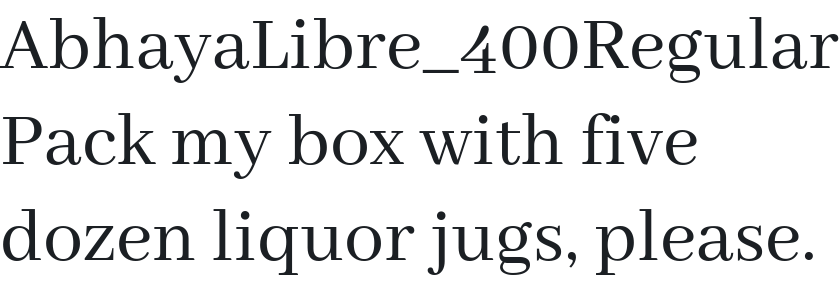 AbhayaLibre_400Regular
Pack my box with five
dozen liquor jugs, please.